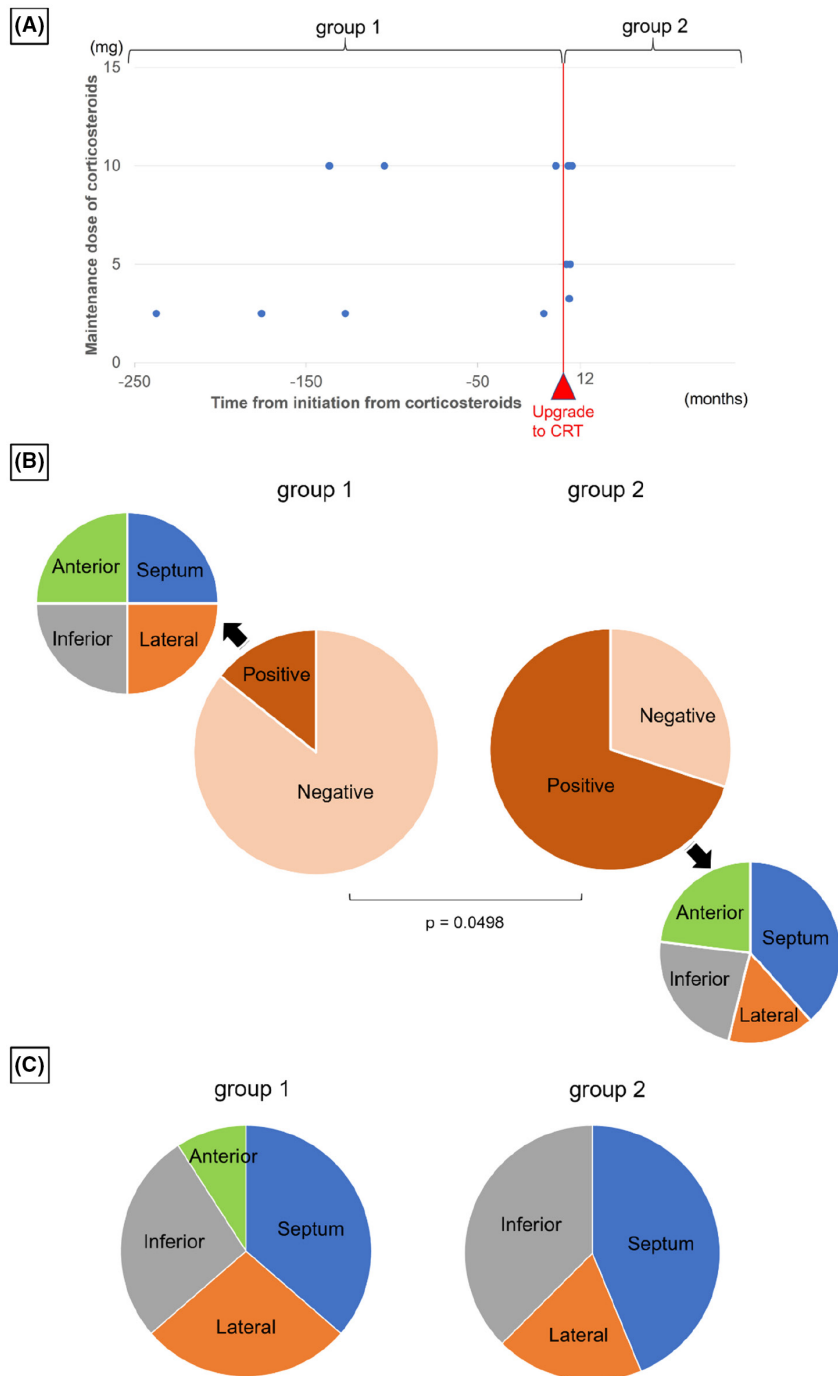 (A)
group 1
group 2
(mg)
15
10
5
0
Maintenance dose of corticosteroids
-250
-150
-50
12
Time from initiation from corticosteroids
(months)
Upgrade
to CRT
(B)
group 1
group 2
Anterior
Septum
Inferior
Lateral
Positive
Negative
Negative
Positive
p = 0.0498
Anterior
Septum
Inferior
Lateral
(C)
group 1
group 2
Anterior
Septum
Inferior
Lateral
Inferior
Septum
Lateral